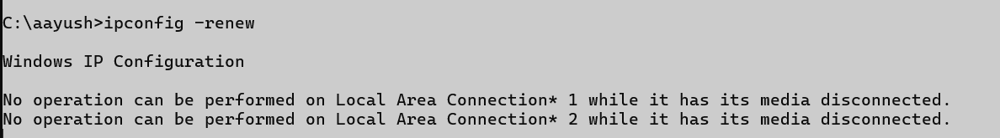 C:\aayush>ipconfig -renew
Windows IP Configuration
No operation can be performed on Local Area Connection* 1 while it has its media disconnected.
No operation can be performed on Local Area Connection* 2 while it has its media disconnected.